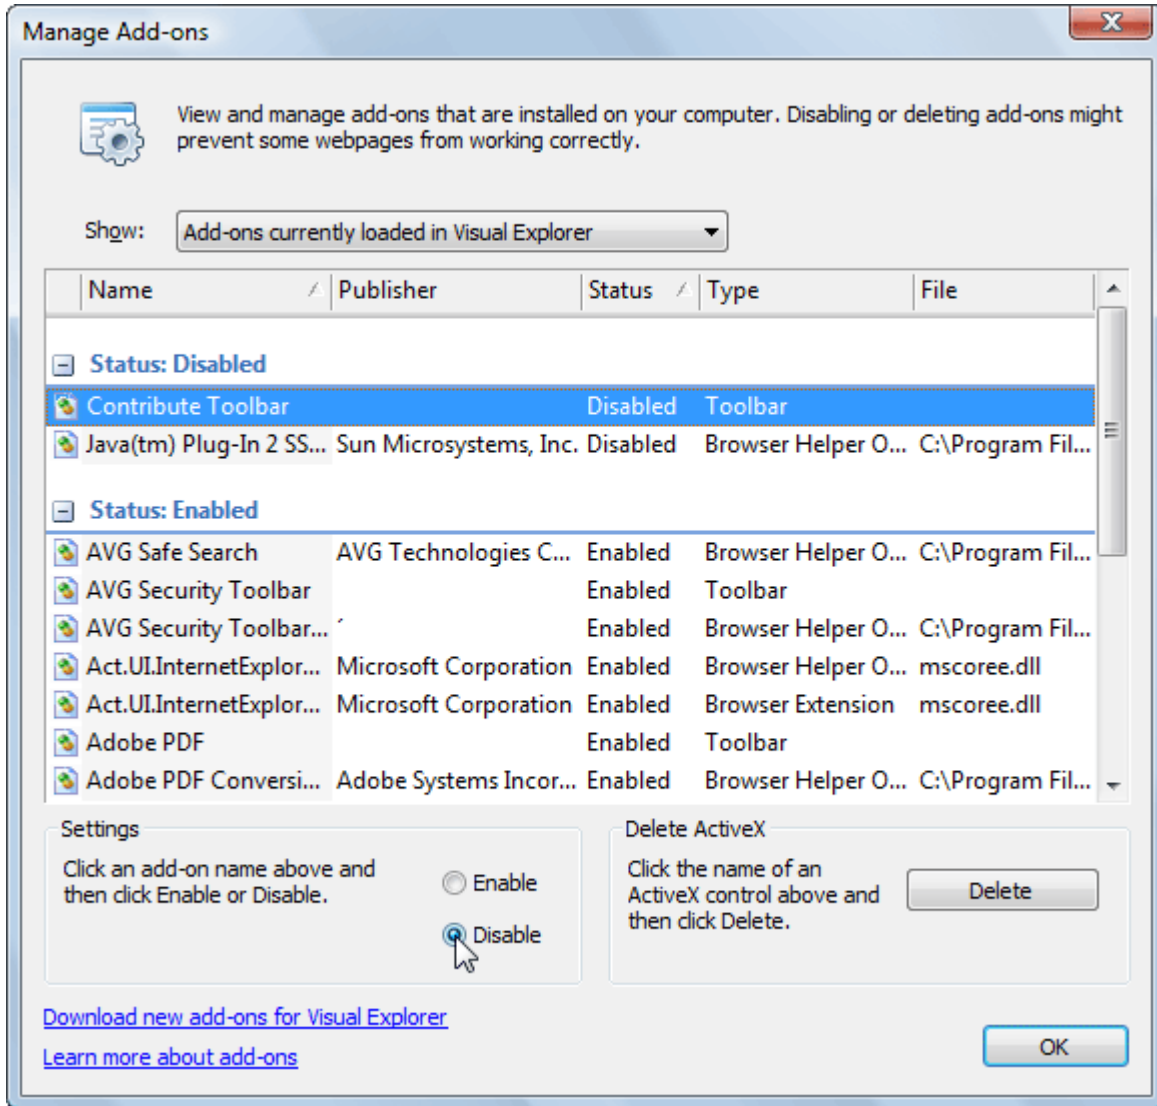 Manage Add-ons
View and manage add-ons that are installed on your computer. Disabling or deleting add-ons might
prevent some webpages from working correctly.
Show: Add-ons currently loaded in Visual Explorer
Name Publisher Status Type File
Status: Disabled
Contribute Toolbar Disabled Toolbar
Java(tm) Plug-In 2 SS... Sun Microsystems, Inc. Disabled Browser Helper O... C:\Program Fil...
Status: Enabled
AVG Safe Search AVG Technologies C... Enabled Browser Helper O... C:\Program Fil...
AVG Security Toolbar Enabled Toolbar
AVG Security Toolbar... ´ Enabled Browser Helper O... C:\Program Fil...
Act.UI.InternetExplor... Microsoft Corporation Enabled Browser Helper O... mscoree.dll
Act.UI.InternetExplor... Microsoft Corporation Enabled Browser Extension mscoree.dll
Adobe PDF Enabled Toolbar
Adobe PDF Conversi... Adobe Systems Incor... Enabled Browser Helper O... C:\Program Fil...
Settings
Click an add-on name above and
then click Enable or Disable.
Enable
Disable
Delete ActiveX
Click the name of an
ActiveX control above and
then click Delete.
Delete
Download new add-ons for Visual Explorer
Learn more about add-ons
OK